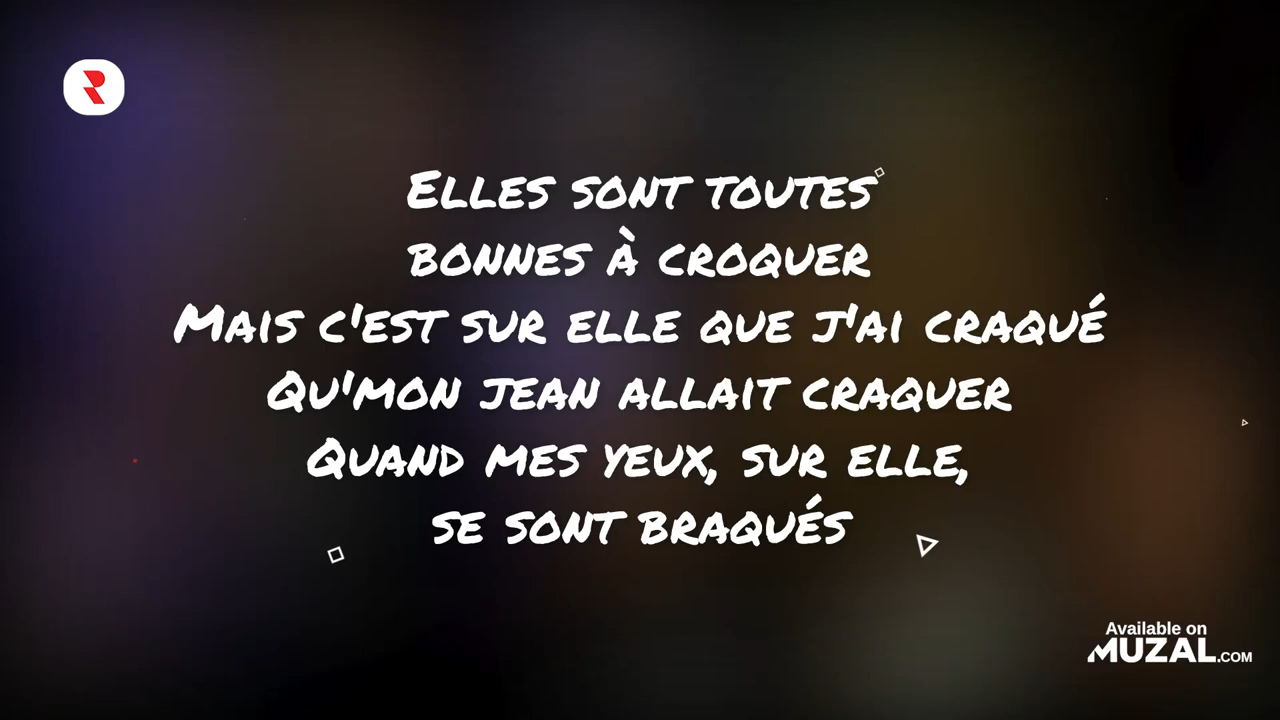 Elles sont toutes
bonnes à croquer
Mais c'est sur elle que j'ai craqué
Qu'mon jean allait craquer
Quand mes yeux, sur elle,
se sont braqués
Available on
MUZAL.COM